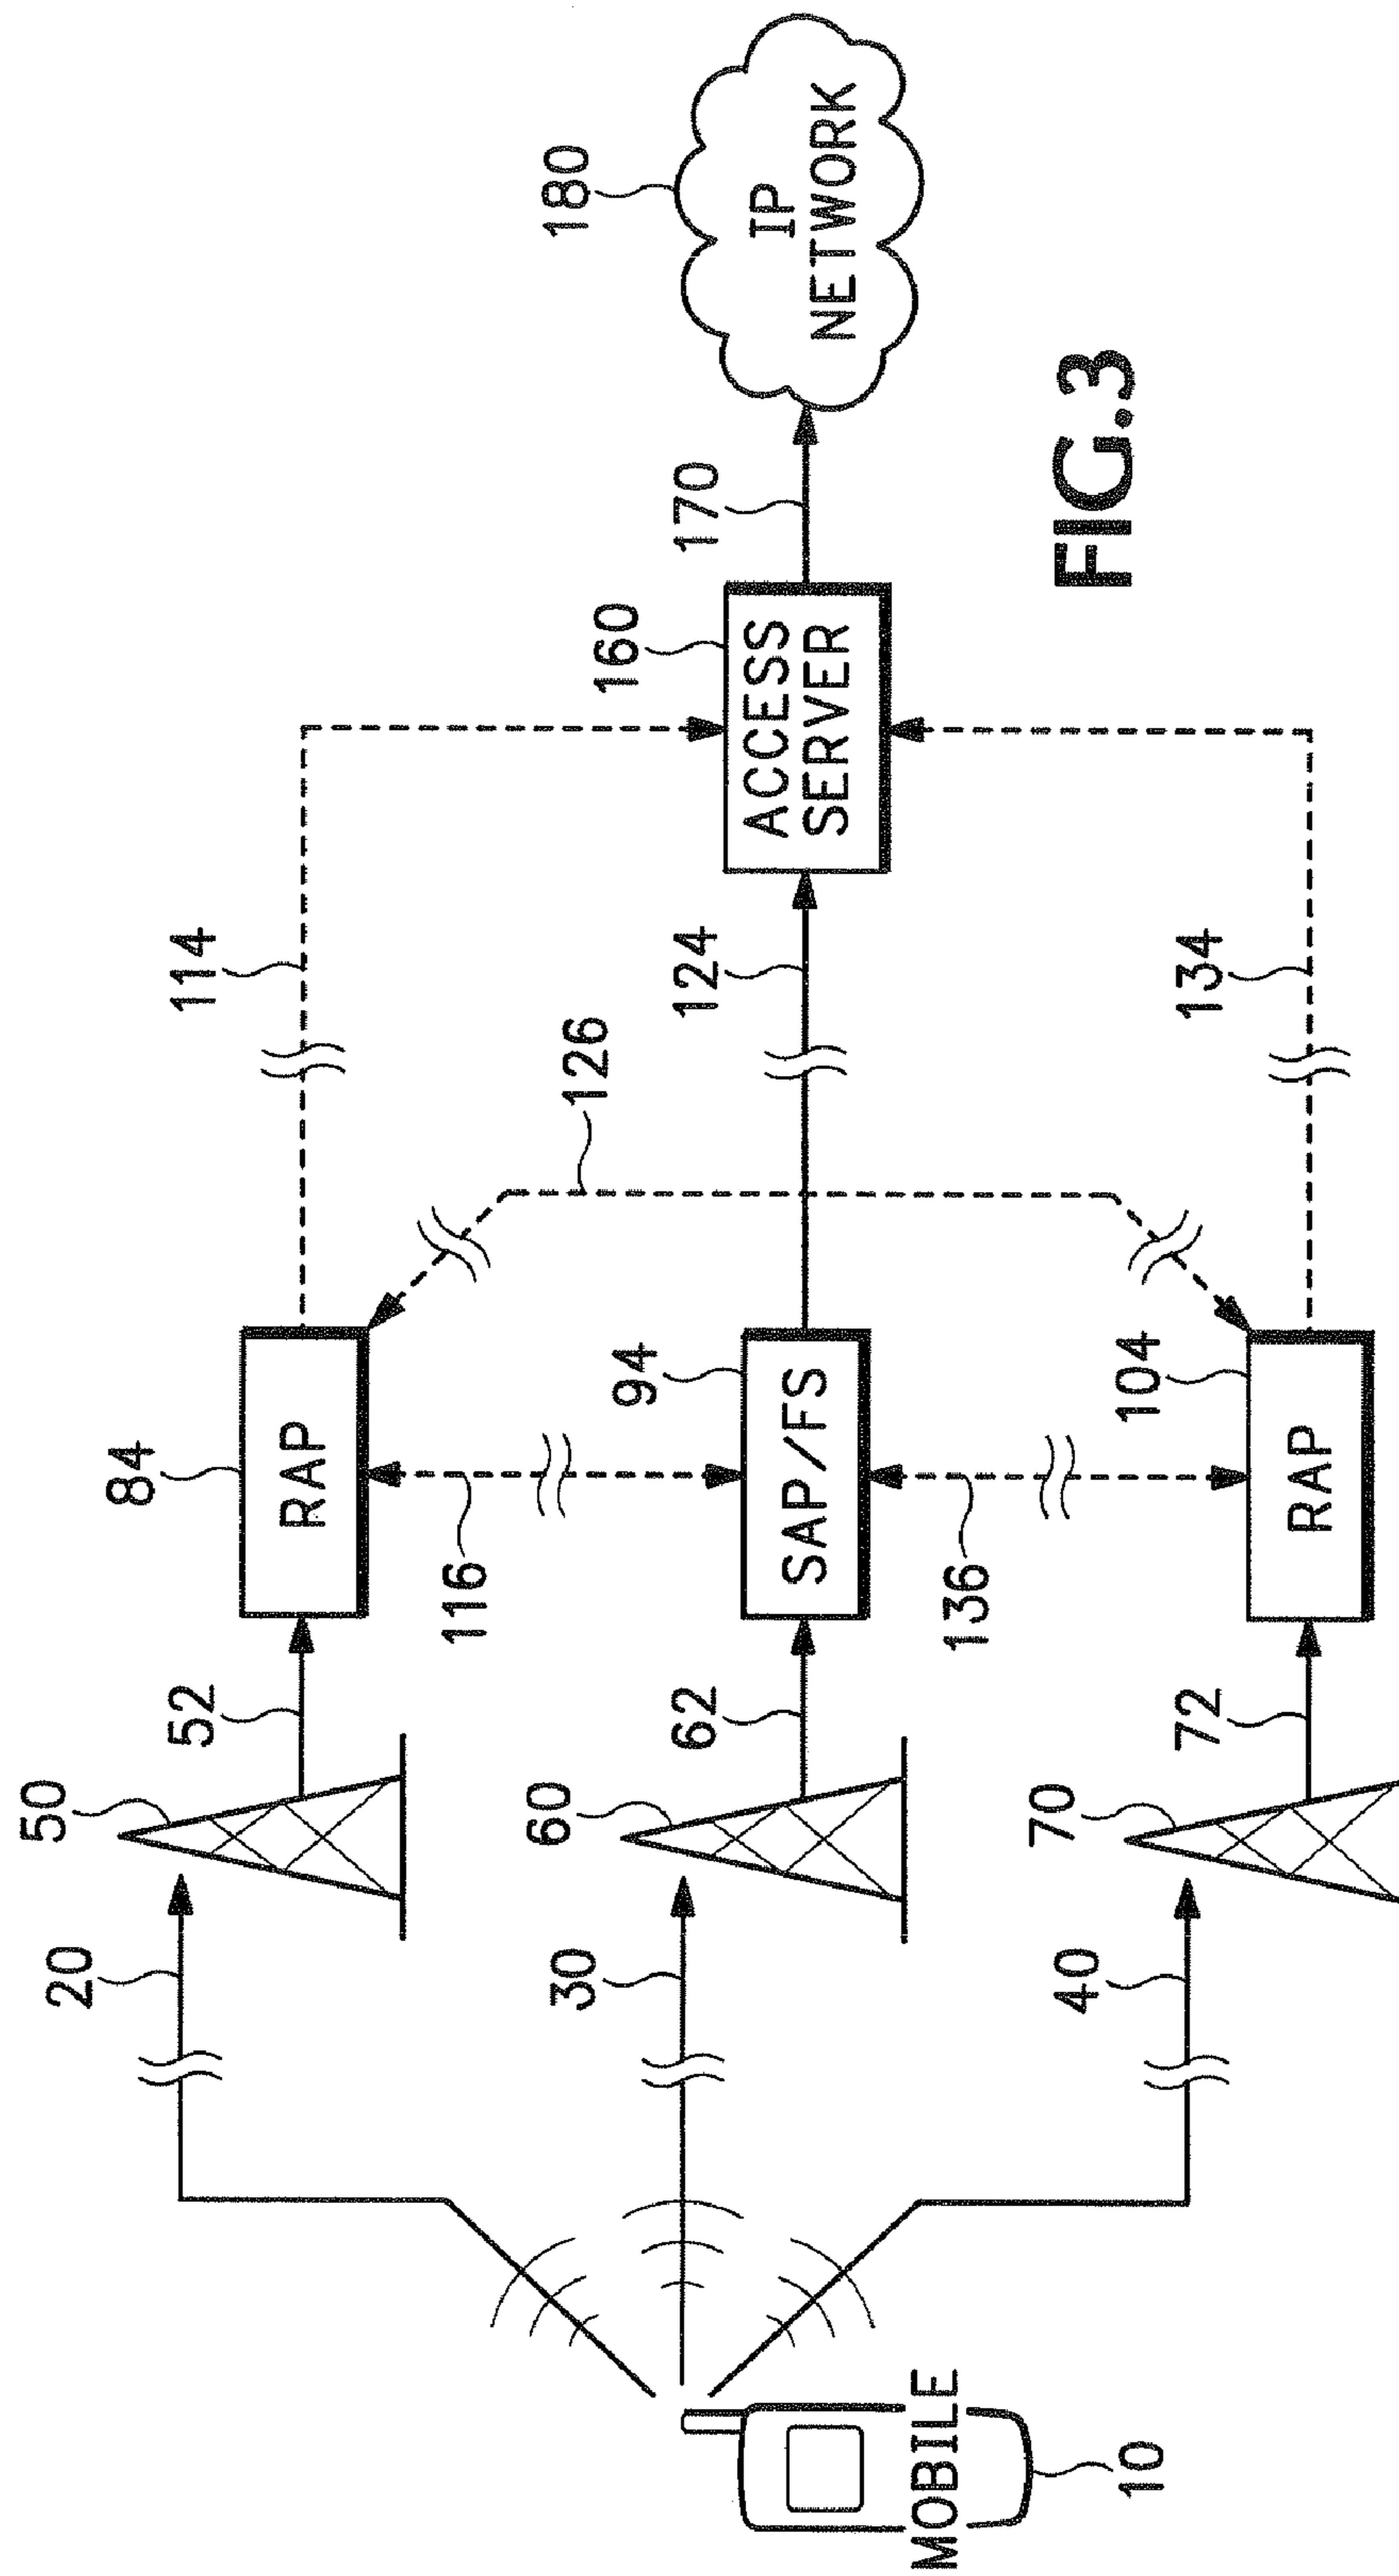 20
50
52
84
RAP
114
116
126
30
60
62
94
SAP/FS
124
160
ACCESS
SERVER
170
180
IP
NETWORK
136
MOBILE
10
40
70
72
104
RAP
134
FIG.3